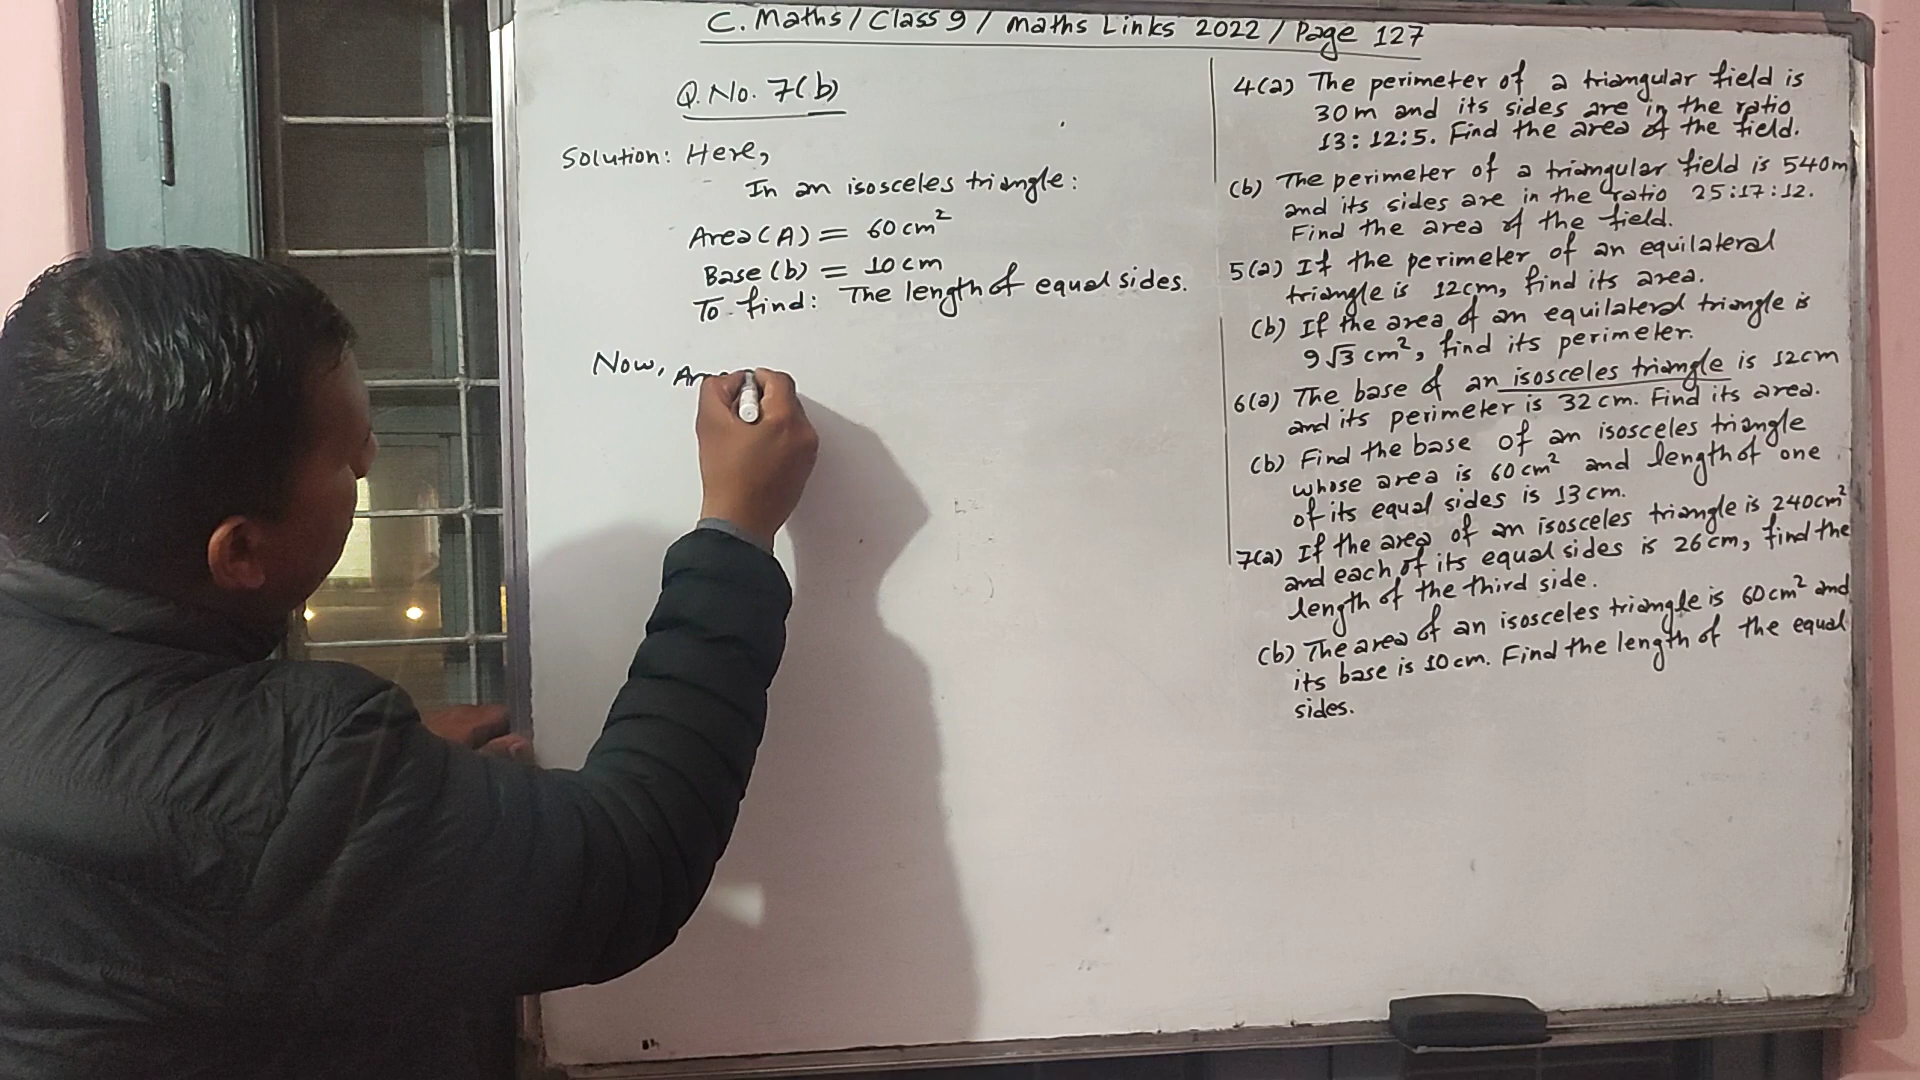 C. Maths / Class 9 / Maths Links 2022 / Page 127
Q. No. 7(b)
Solution: Here,
In an isosceles triangle:
Area (A) = 60 cm²
Base (b) = 10 cm
To find: The length of equal sides.
Now,
4(a) The perimeter of a triangular field is
30 m and its sides are in the ratio
13:12:5. Find the area of the field.
(b) The perimeter of a triangular field is 540m
and its sides are in the ratio 25:17:12.
Find the area of the field.
5(a) If the perimeter of an equilateral
triangle is 12cm, find its area.
(b) If the area of an equilateral triangle is
9√3 cm², find its perimeter.
6(a) The base of an isosceles triangle is 12cm
and its perimeter is 32 cm. Find its area.
(b) Find the base of an isosceles triangle
whose area is 60 cm² and length of one
of its equal sides is 13 cm.
7(a) If the area of an isosceles triangle is 240cm²
and each of its equal sides is 26 cm, find the
length of the third side.
(b) The area of an isosceles triangle is 60 cm² and
its base is 10 cm. Find the length of the equal
sides.